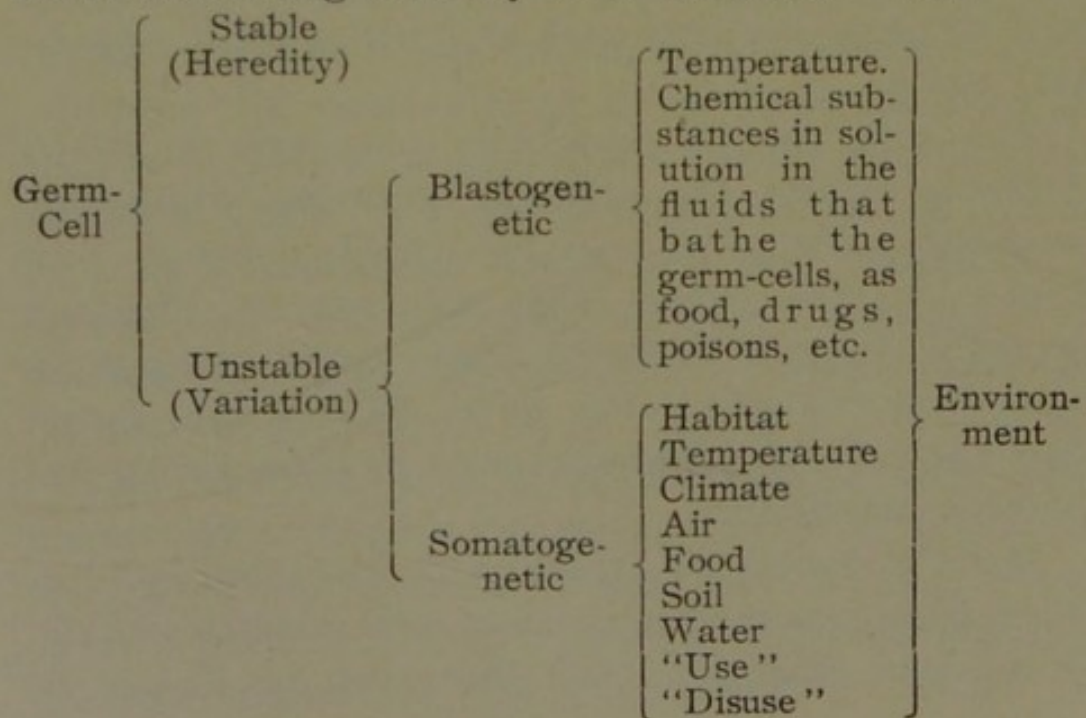 Stable
(Heredity)
Germ-
Cell
Unstable
(Variation)
Blastogen-
etic
Temperature.
Chemical sub-
stances in sol-
ution in the
fluids that
bathe the
germ-cells, as
food, drugs,
poisons, etc.
Somatoge-
netic
Habitat
Temperature
Climate
Air
Food
Soil
Water
“Use”
“Disuse”
Environ-
ment